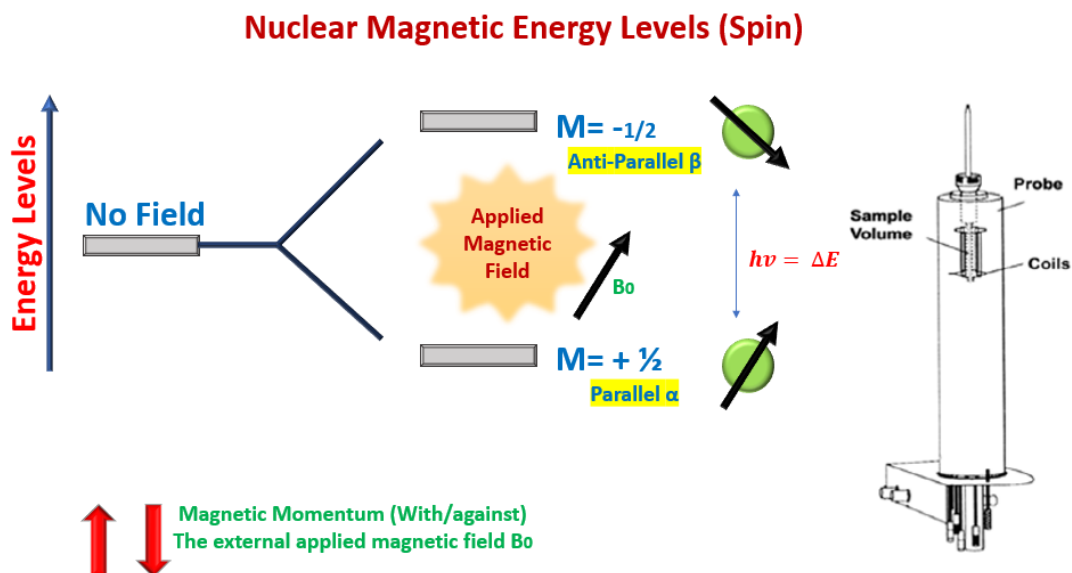 Nuclear Magnetic Energy Levels (Spin)
Energy Levels
No Field
M= -1/2
Anti-Parallel β
Applied
Magnetic
Field
B0
hν = ΔE
M= + ½
Parallel α
Probe
Sample
Volume
Coils
Magnetic Momentum (With/against)
The external applied magnetic field B0